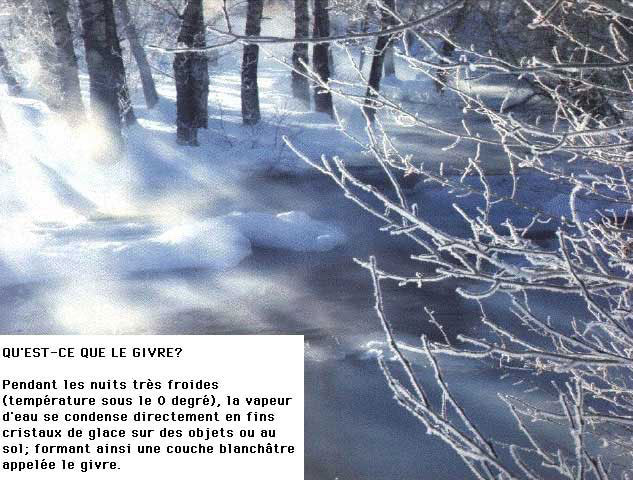 QU'EST-CE QUE LE GIVRE?
Pendant les nuits très froides
(température sous le 0 degré), la vapeur
d'eau se condense directement en fins
cristaux de glace sur des objets ou au
sol; formant ainsi une couche blanchâtre
appelée le givre.